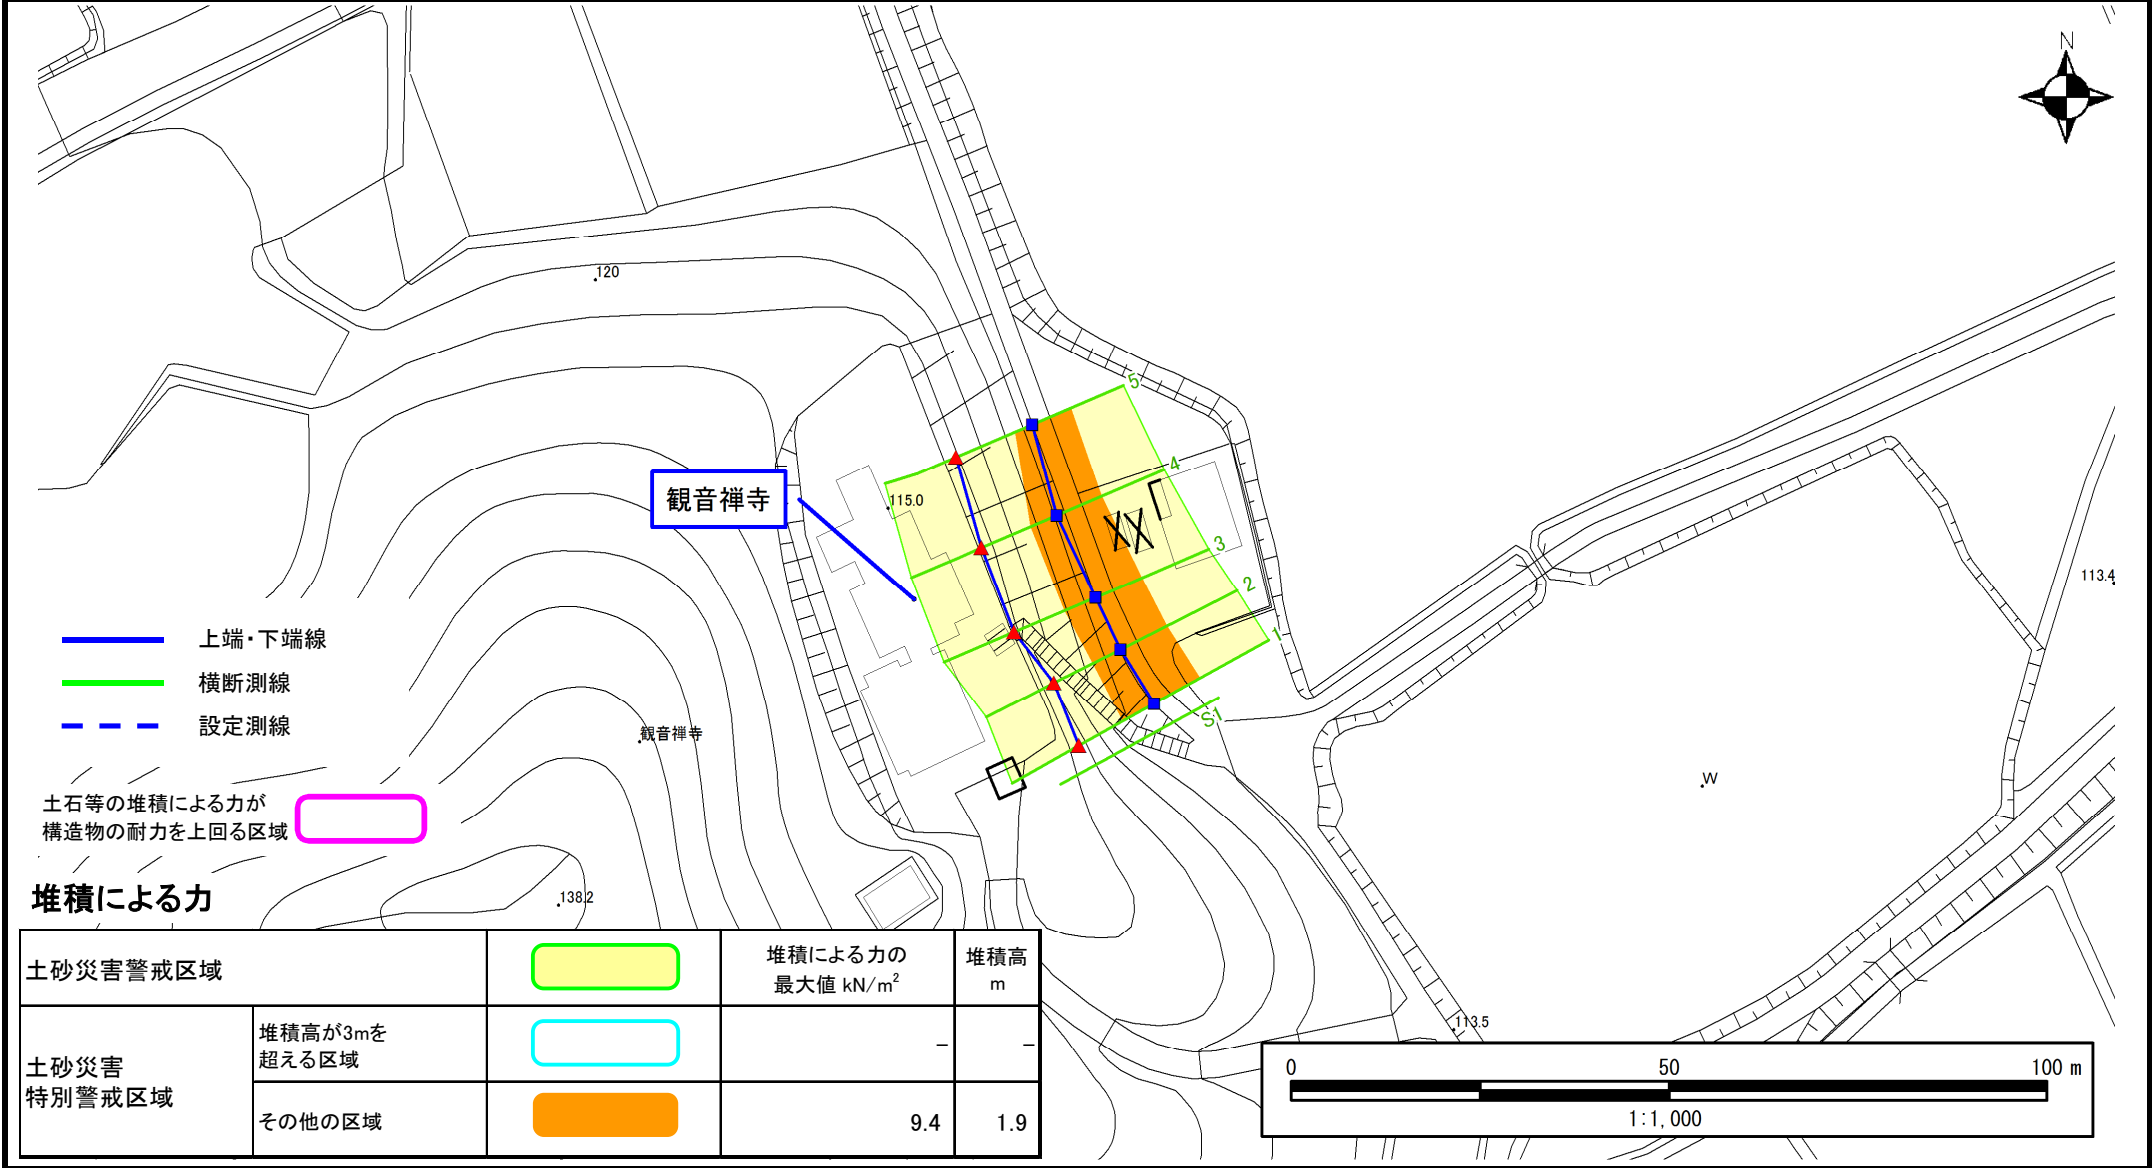 N
120
5
4
115.0
観音禅寺
3
2
113.4
1
上端・下端線
横断測線
設定測線
S1
観音禅寺
W
土石等の堆積による力が
構造物の耐力を上回る区域
138.2
堆積による力
土砂災害警戒区域
堆積による力の
最大値 kN/m²
堆積高
m
113.5
土砂災害
特別警戒区域
堆積高が3mを
超える区域
－
－
その他の区域
9.4
1.9
0
50
100 m
1:1,000